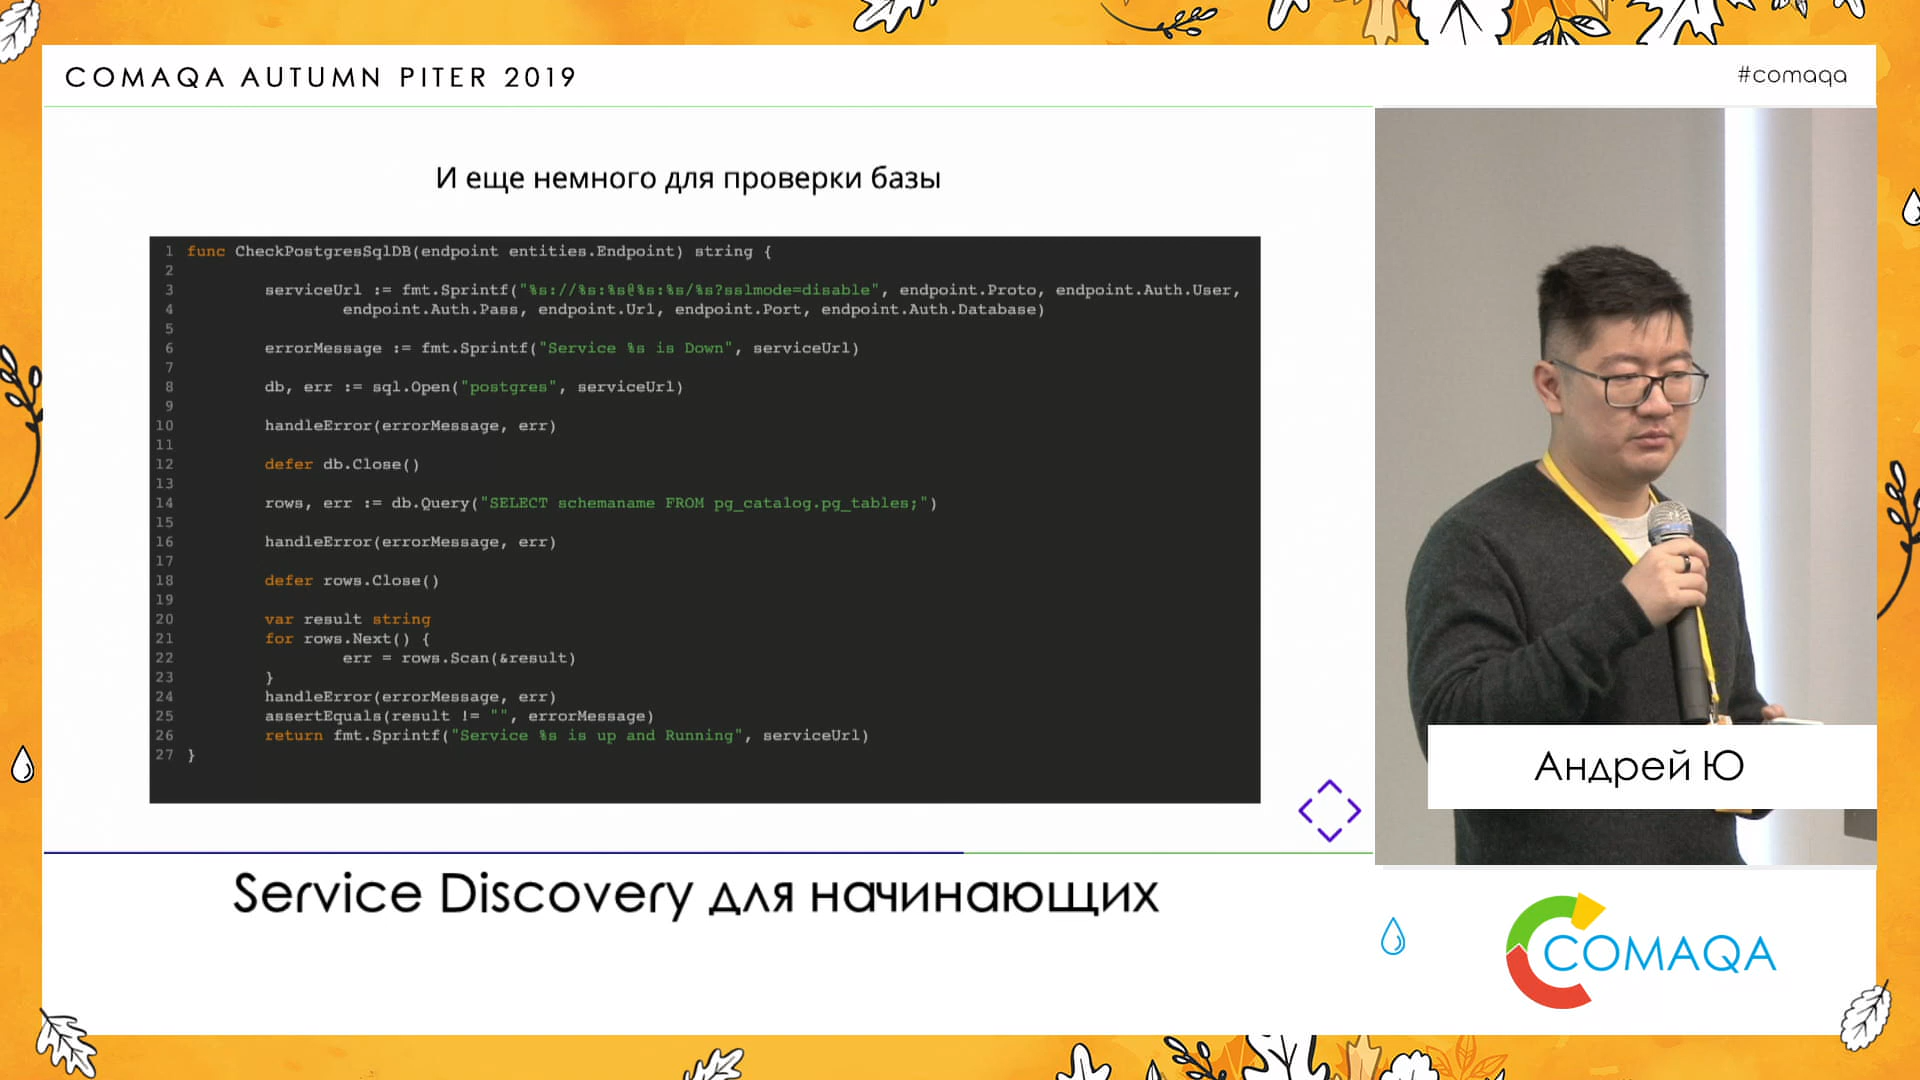 COMAQA AUTUMN PITER 2019
#comaqa
И еще немного для проверки базы
1 func CheckPostgresSqlDB(endpoint entities.Endpoint) string {
2
3 serviceUrl := fmt.Sprintf("%s://%s:%s@%s:%s/%s?sslmode=disable", endpoint.Proto, endpoint.Auth.User,
4 endpoint.Auth.Pass, endpoint.Url, endpoint.Port, endpoint.Auth.Database)
5
6 errorMessage := fmt.Sprintf("Service %s is Down", serviceUrl)
7
8 db, err := sql.Open("postgres", serviceUrl)
9
10 handleError(errorMessage, err)
11
12 defer db.Close()
13
14 rows, err := db.Query("SELECT schemaname FROM pg_catalog.pg_tables;")
15
16 handleError(errorMessage, err)
17
18 defer rows.Close()
19
20 var result string
21 for rows.Next() {
22 err = rows.Scan(&result)
23 }
24 handleError(errorMessage, err)
25 assertEquals(result != "", errorMessage)
26 return fmt.Sprintf("Service %s is up and Running", serviceUrl)
27 }
Андрей Ю
Service Discovery для начинающих
COMAQA